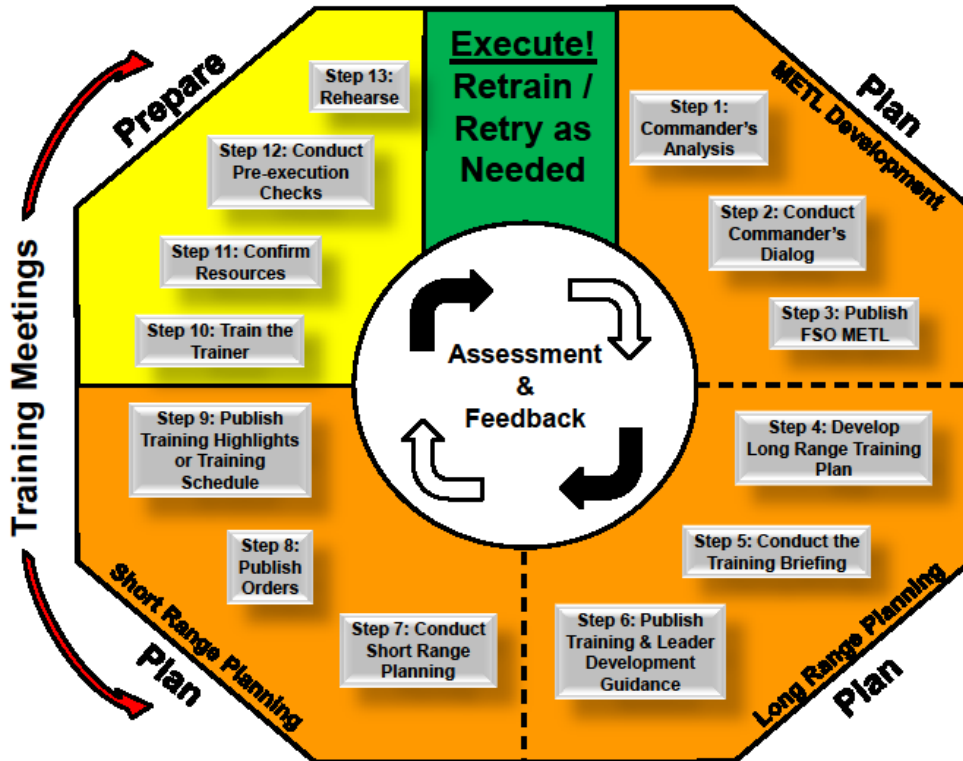 Execute!
Retrain /
Retry as
Needed
Plan
METL Development
Step 1:
Commander's
Analysis
Step 2: Conduct
Commander's
Dialog
Step 3: Publish
FSO METL
Step 4: Develop
Long Range Training
Plan
Step 5: Conduct the
Training Briefing
Step 6: Publish
Training & Leader
Development
Guidance
Long Range Planning
Plan
Step 7: Conduct
Short Range
Planning
Step 8:
Publish
Orders
Step 9: Publish
Training Highlights
or Training
Schedule
Short Range Planning
Plan
Step 10: Train the
Trainer
Step 11: Confirm
Resources
Step 12: Conduct
Pre-execution
Checks
Step 13:
Rehearse
Prepare
Training Meetings
Assessment
&
Feedback